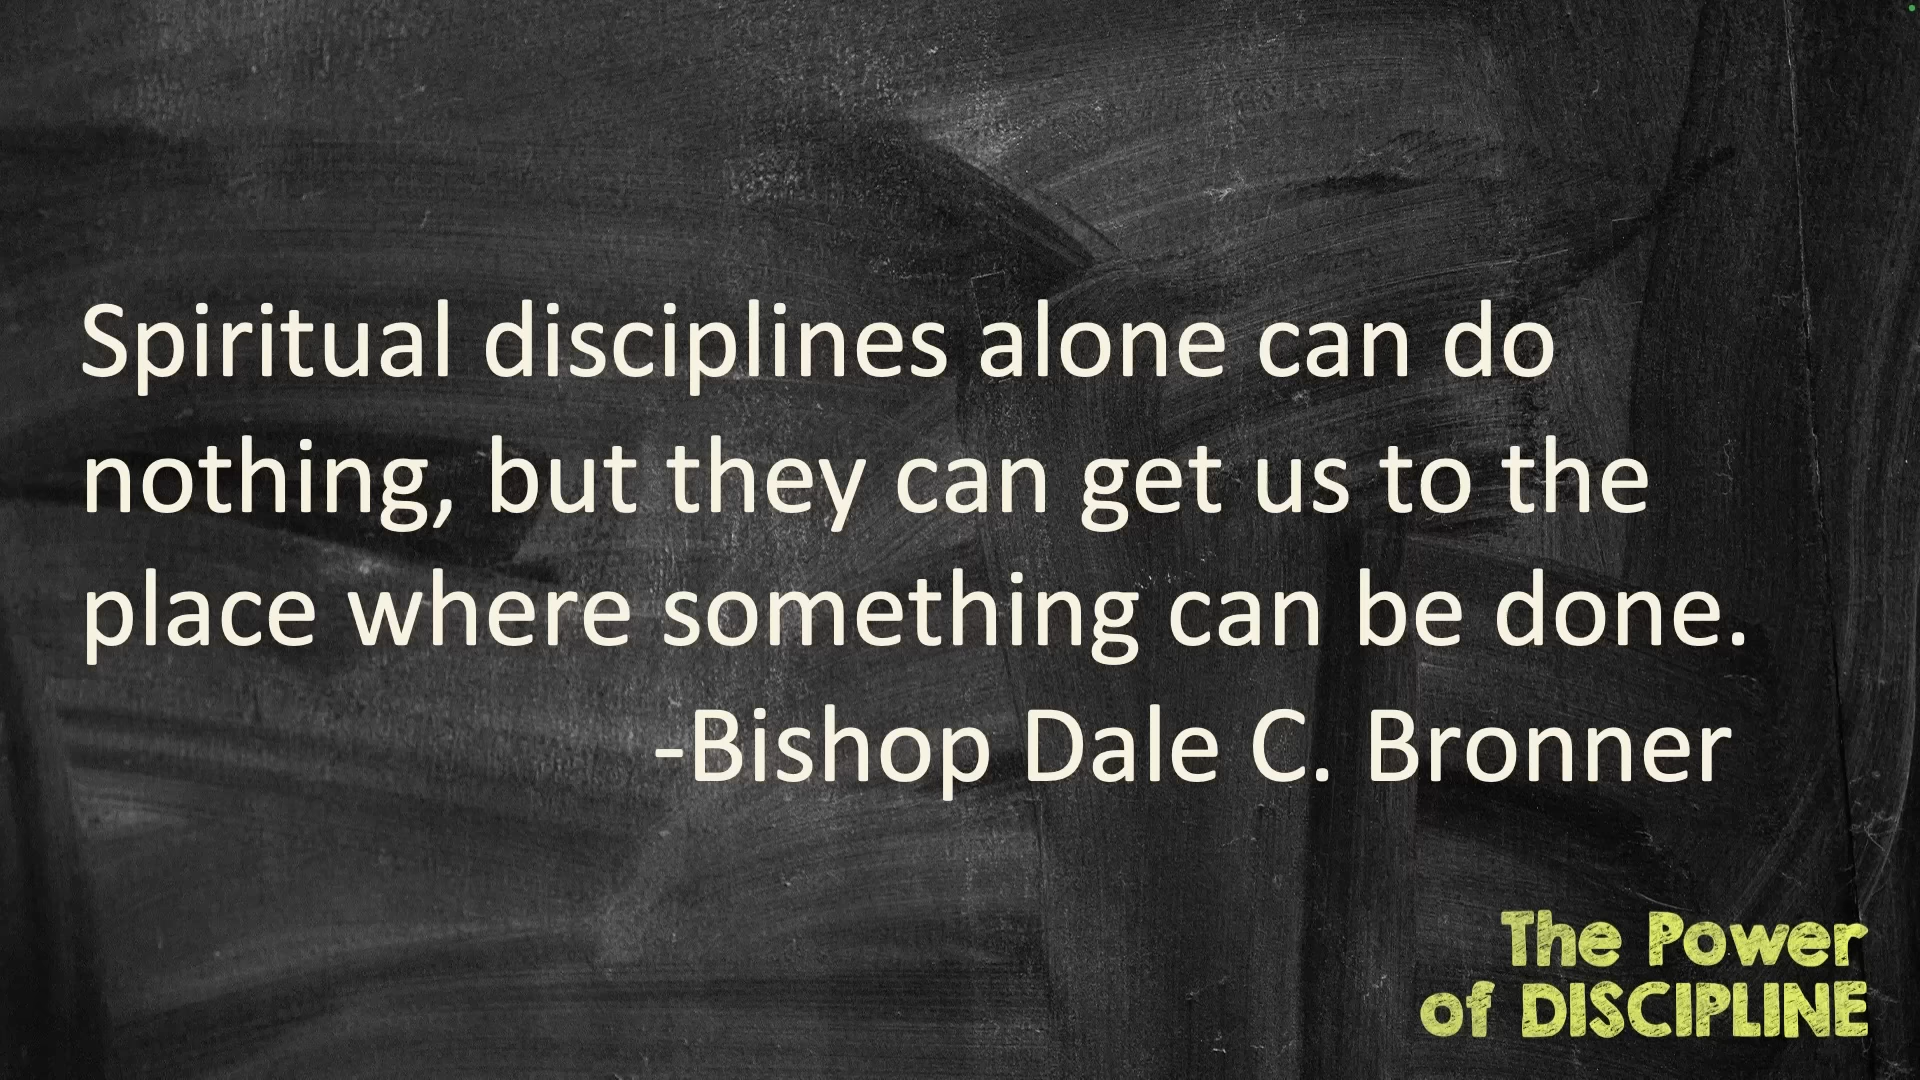 Spiritual disciplines alone can do
nothing, but they can get us to the
place where something can be done.
-Bishop Dale C. Bronner
The Power
of DISCIPLINE